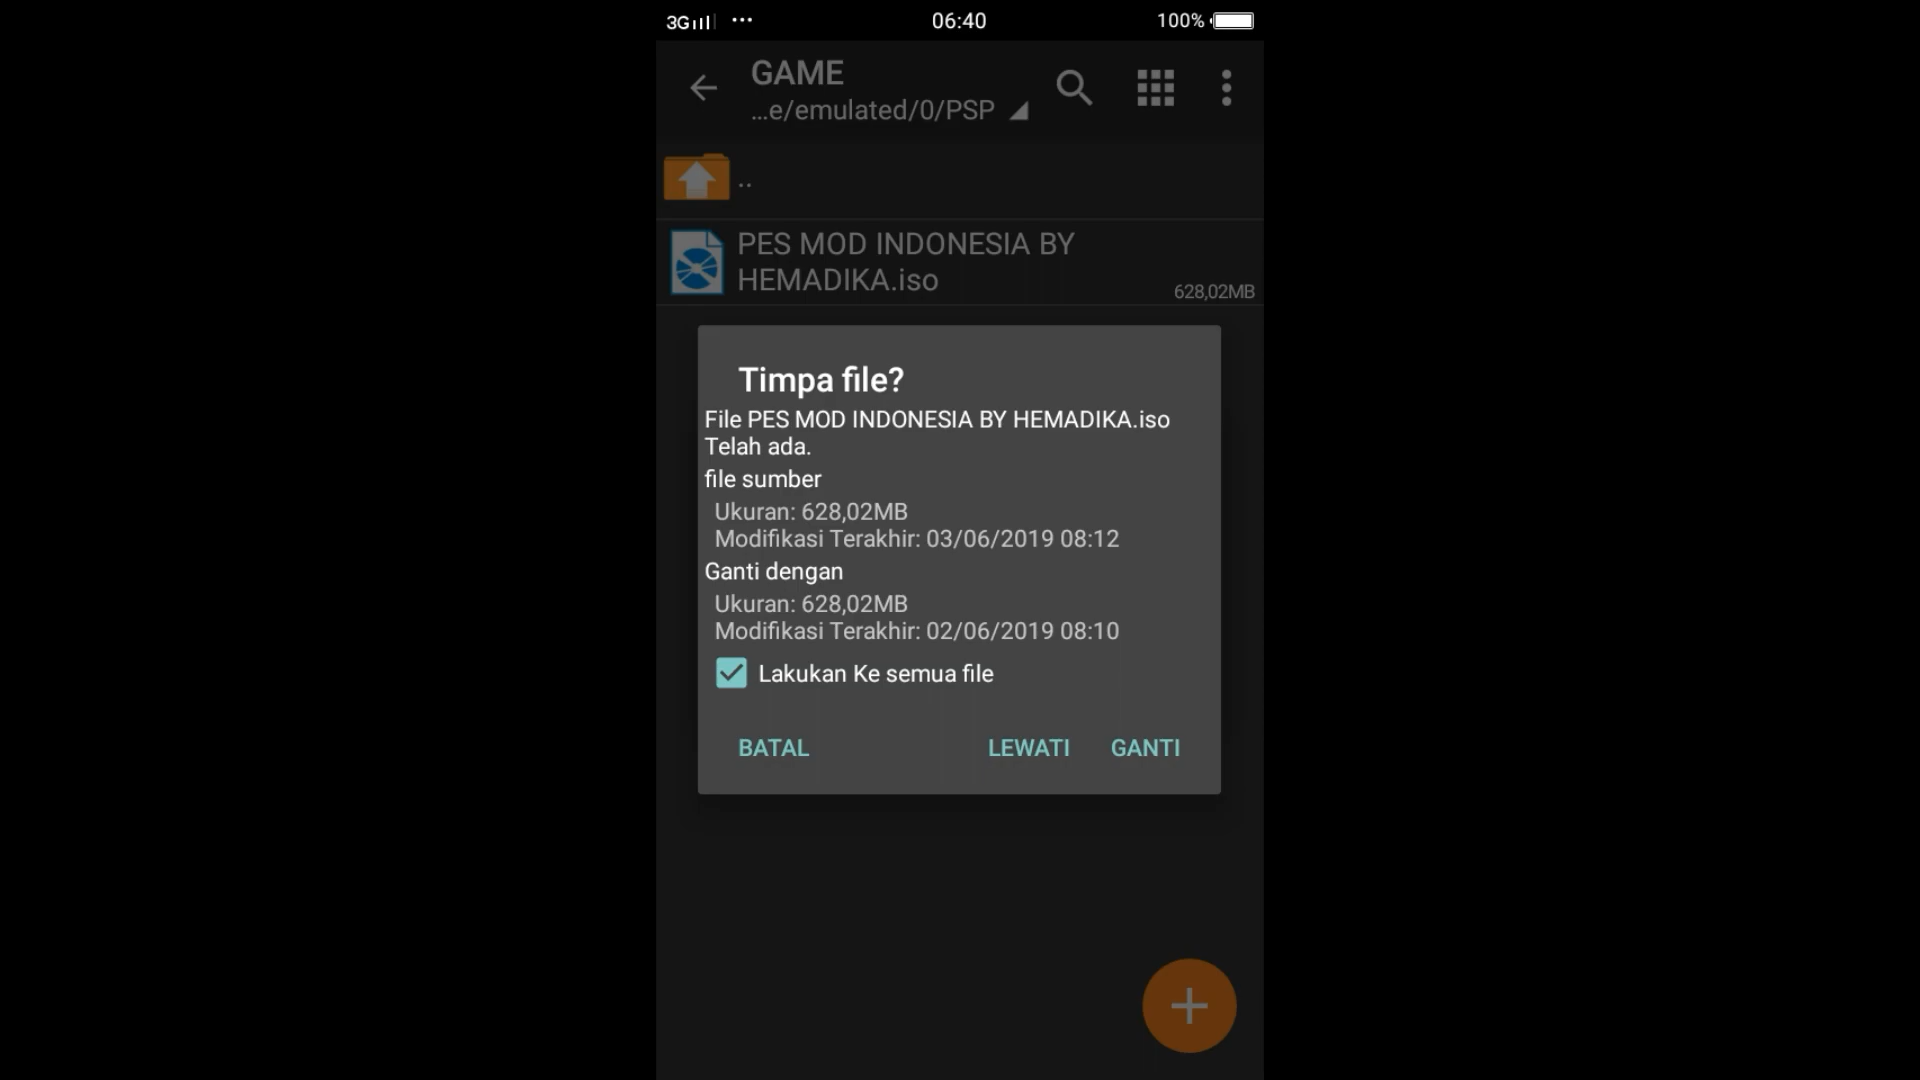 3G
06:40
100%
GAME
...e/emulated/0/PSP
..
PES MOD INDONESIA BY
HEMADIKA.iso
628,02MB
Timpa file?
File PES MOD INDONESIA BY HEMADIKA.iso
Telah ada.
file sumber
Ukuran: 628,02MB
Modifikasi Terakhir: 03/06/2019 08:12
Ganti dengan
Ukuran: 628,02MB
Modifikasi Terakhir: 02/06/2019 08:10
Lakukan Ke semua file
BATAL
LEWATI
GANTI